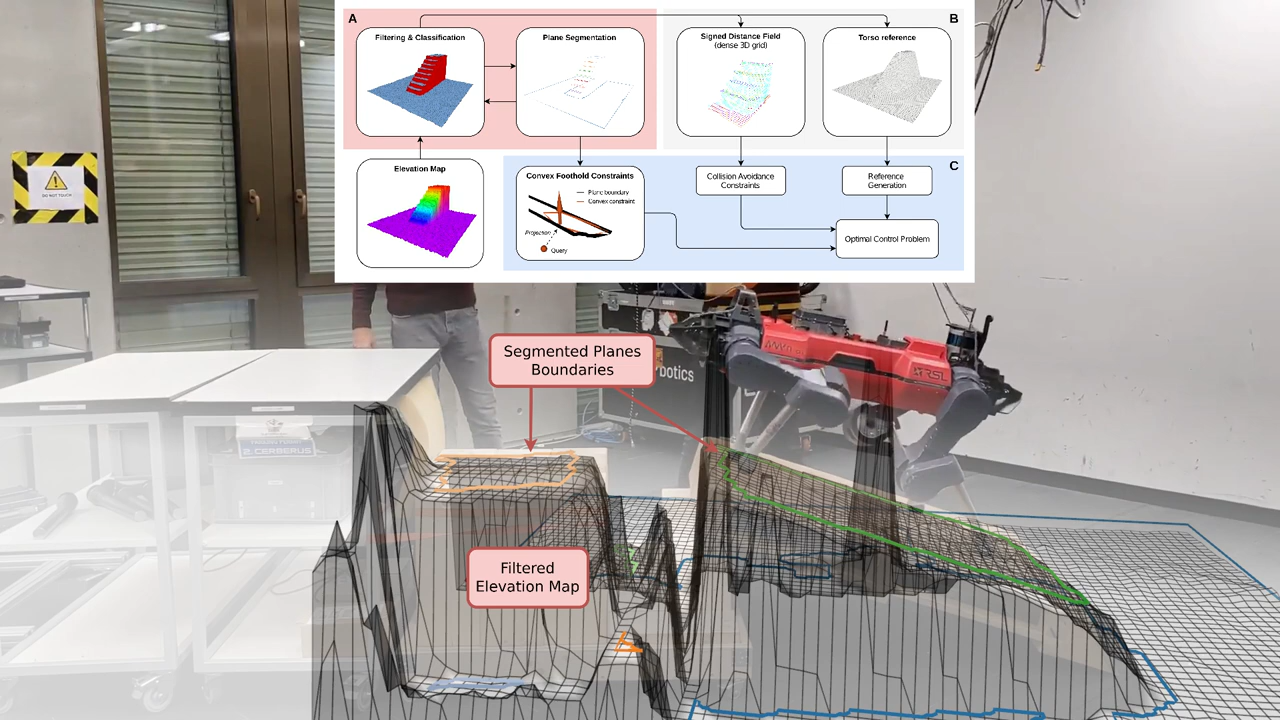 A
B
Filtering & Classification
Plane Segmentation
Signed Distance Field
(dense 3D grid)
Torso reference
Elevation Map
Convex Foothold Constraints
Plane boundary
Convex constraint
Projection
Query
C
Collision Avoidance
Constraints
Reference
Generation
Optimal Control Problem
DO NOT TOUCH
Segmented Planes
Boundaries
botics
RSL
2. CERBERUS
Filtered
Elevation Map